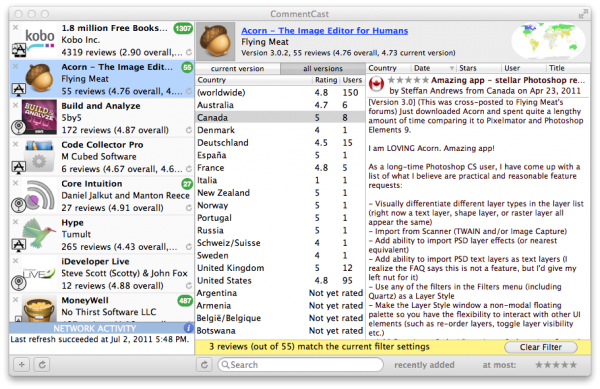 CommentCast
kobo
1.8 million Free Books...
1307
Kobo Inc.
4319 reviews (2.90 overall,...
Acorn – The Image Edit...
55
Flying Meat
55 reviews (4.76 overall, 4....
BUILD and ANALYZE
Build and Analyze
5by5
172 reviews (4.87 overall)
Code Collector Pro
M Cubed Software
6 reviews (4.67 overall, 4.6...
Core Intuition
27
Daniel Jalkut and Manton Reece
27 reviews (4.91 overall)
Hype
Tumult
265 reviews (4.43 overall, ...
LIVE
iDeveloper Live
Steve Scott (Scotty) & John Fox
12 reviews (4.88 overall)
MoneyWell
487
No Thirst Software LLC
NETWORK ACTIVITY
Last refresh succeeded at Jul 2, 2011 5:48 PM.
Acorn – The Image Editor for Humans
Flying Meat
Version 3.0.2, 55 reviews (4.76 overall, 4.73 current version)
current version
all versions
Country Rating Users
(worldwide) 4.8 150
Australia 4.7 6
Canada 5 8
Denmark 4 1
Deutschland 4.5 15
España 5 1
France 4.8 5
Italia 5 1
New Zealand 5 1
Norway 5 1
Portugal 5 1
Russia 5 1
Schweiz/Suisse 4 1
Sweden 4 1
United Kingdom 5 12
United States 4.8 95
Argentina Not yet rated
Armenia Not yet rated
België/Belgique Not yet rated
Botswana Not yet rated
Country Date Stars User Title
★★★★★ Amazing app – stellar Photoshop re...
by Steffan Andrews from Canada on Apr 23, 2011
[Version 3.0] (This was cross-posted to Flying Meat's
forums) Just downloaded Acorn and spent quite a lengthy
amount of time comparing it to Pixelmator and Photoshop
Elements 9.
I am LOVING Acorn. Amazing app!
As a long-time Photoshop CS user, I have come up with a
list of what I believe are practical and reasonable feature
requests:
- Visually differentiate different layer types in the layer list
(right now a text layer, shape layer, or raster layer all
appear the same)
- Import from Scanner (TWAIN and/or Image Capture)
- Add ability to import PSD layer effects (or nearest
equivalent)
- Add ability to import PSD text layers as text layers (I
realize the FAQ says this is not a feature, but I'd give my
left nut for it)
- Use any of the filters in the Filters menu (including
Quartz) as a Layer Style
- Make the Layer Style window a non-modal floating
palette so you have the flexibility to interact with other UI
elements (such as re-order layers, toggle layer visibility
etc.)
3 reviews (out of 55) match the current filter settings
Clear Filter
Search
recently added
at most: ★★★★★